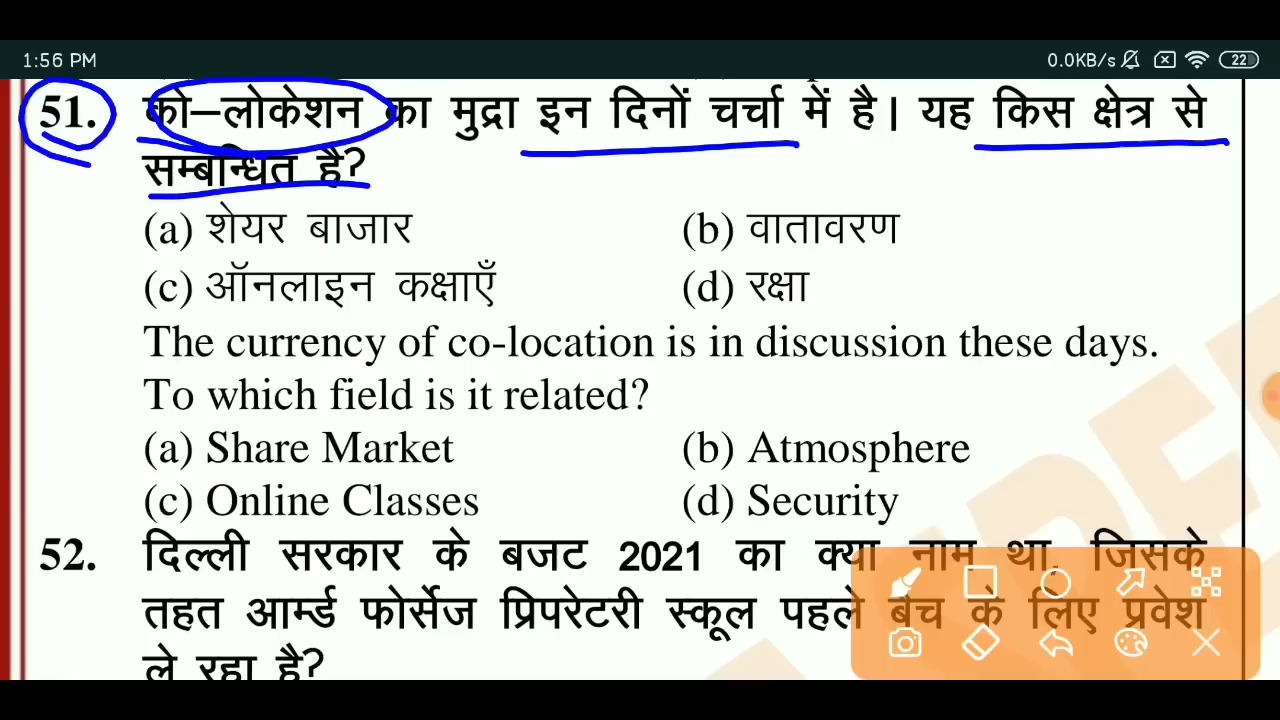 1:56 PM 0.0KB/s 22
51. को–लोकेशन का मुद्रा इन दिनों चर्चा में है। यह किस क्षेत्र से
सम्बन्धित है?
(a) शेयर बाजार (b) वातावरण
(c) ऑनलाइन कक्षाएँ (d) रक्षा
The currency of co-location is in discussion these days.
To which field is it related?
(a) Share Market (b) Atmosphere
(c) Online Classes (d) Security
52. दिल्ली सरकार के बजट 2021 का क्या नाम था, जिसके
तहत आर्म्ड फोर्सेज प्रिपरेटरी स्कूल पहले बैच के लिए प्रवेश
ले रहा है?